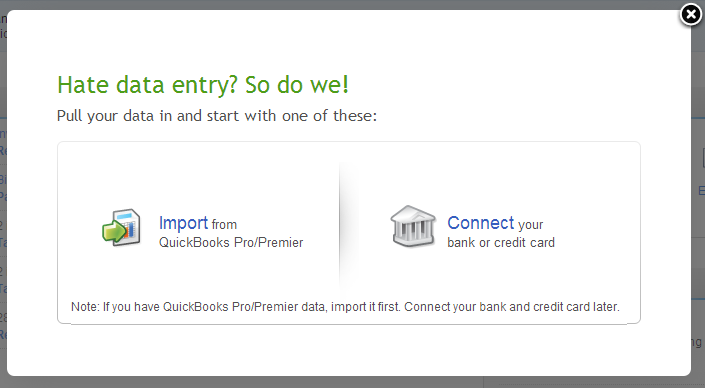 Hate data entry? So do we!
Pull your data in and start with one of these:
Import from
QuickBooks Pro/Premier
Connect your
bank or credit card
Note: If you have QuickBooks Pro/Premier data, import it first. Connect your bank and credit card later.